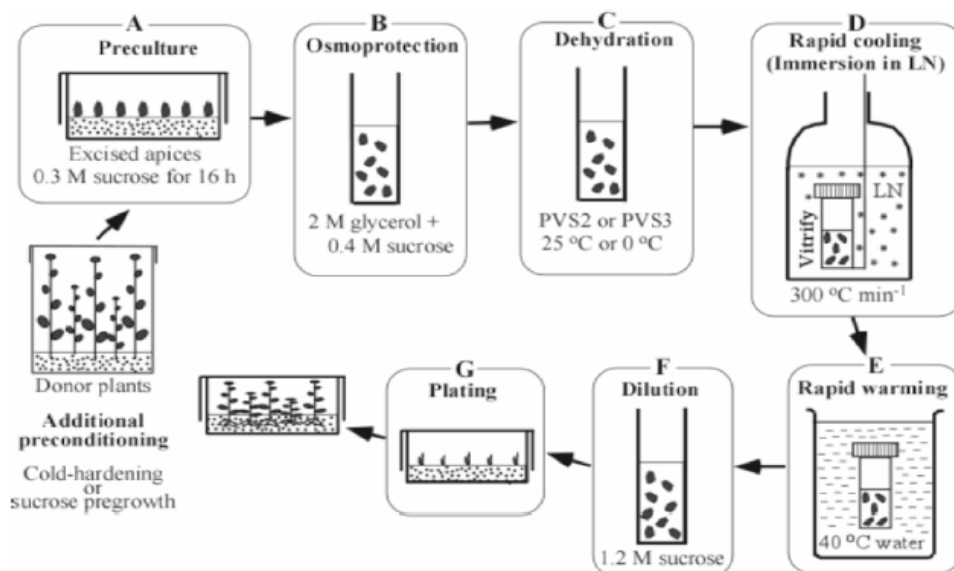 A
Preculture
Excised apices
0.3 M sucrose for 16 h
B
Osmoprotection
2 M glycerol +
0.4 M sucrose
C
Dehydration
PVS2 or PVS3
25 °C or 0 °C
D
Rapid cooling
(Immersion in LN)
LN
Vitrify
300 °C min⁻¹
Donor plants
Additional
preconditioning
Cold-hardening
or
sucrose pregrowth
G
Plating
F
Dilution
1.2 M sucrose
E
Rapid warming
40 °C water